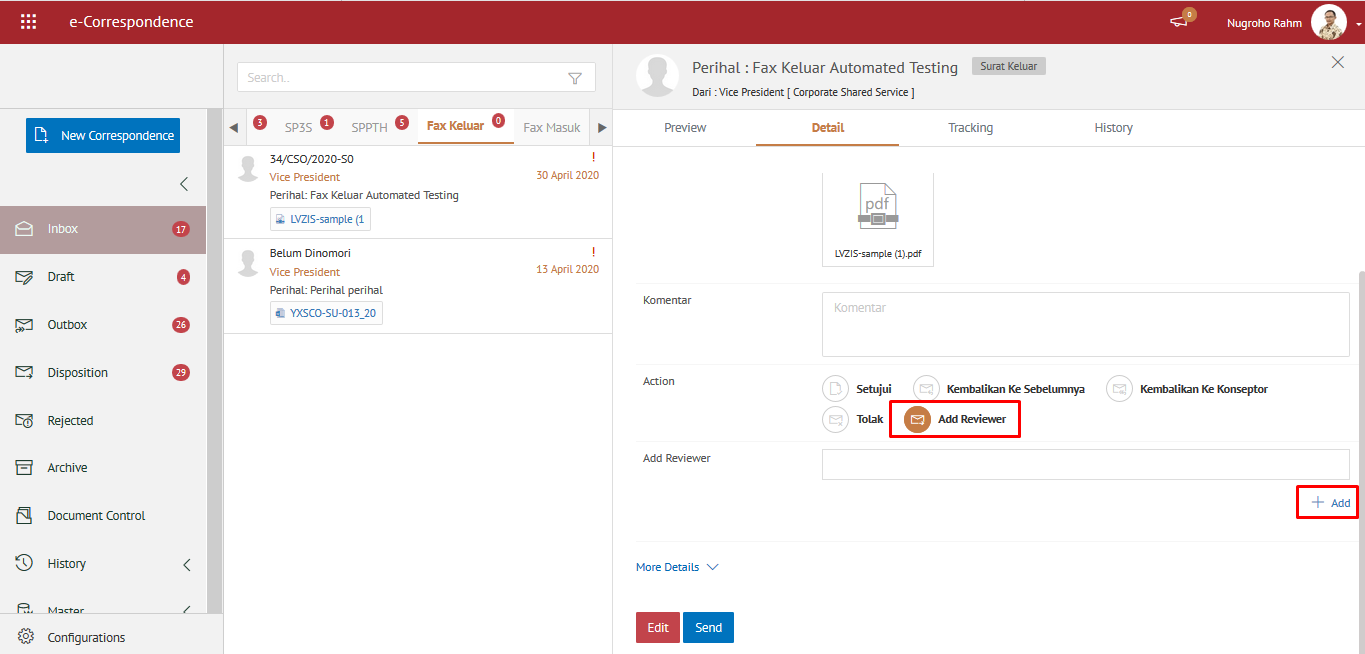 e-Correspondence
0
Nugroho Rahm
New Correspondence
Inbox
17
Draft
4
Outbox
26
Disposition
29
Rejected
Archive
Document Control
History
Master
Configurations
Search..
3
SP3S
1
SPPTH
5
Fax Keluar
0
Fax Masuk
34/CSO/2020-S0
!
Vice President
30 April 2020
Perihal: Fax Keluar Automated Testing
LVZIS-sample (1
Belum Dinomori
!
Vice President
13 April 2020
Perihal: Perihal perihal
YXSCO-SU-013_20
Perihal : Fax Keluar Automated Testing
Surat Keluar
Dari : Vice President [ Corporate Shared Service ]
Preview
Detail
Tracking
History
pdf
LVZIS-sample (1).pdf
Komentar
Komentar
Action
Setujui
Kembalikan Ke Sebelumnya
Kembalikan Ke Konseptor
Tolak
Add Reviewer
Add Reviewer
+ Add
More Details
Edit
Send